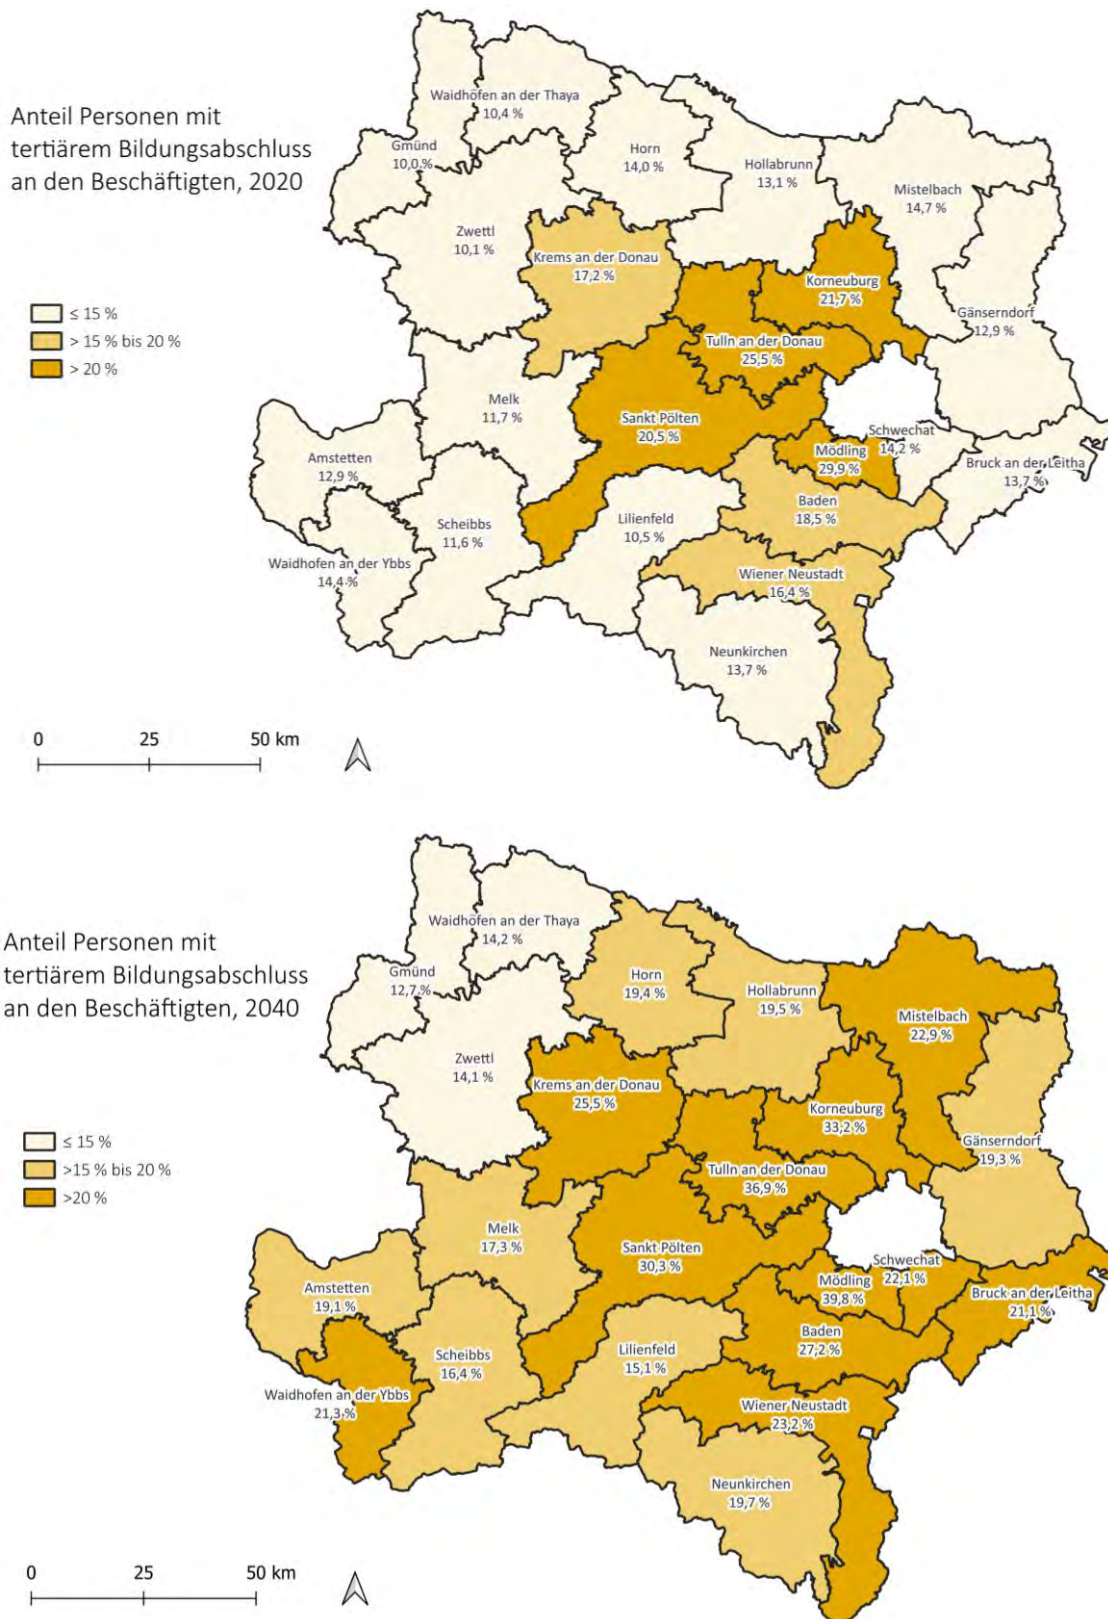 Anteil Personen mit
tertiärem Bildungsabschluss
an den Beschäftigten, 2020
≤ 15 %
> 15 % bis 20 %
> 20 %
Waidhöfen an der Thaya
10,4 %
Gmünd
10,0 %
Horn
14,0 %
Hollabrunn
13,1 %
Mistelbach
14,7 %
Zwettl
10,1 %
Krems an der Donau
17,2 %
Korneuburg
21,7 %
Gänserndorf
12,9 %
Tulln an der Donau
25,5 %
Melk
11,7 %
Sankt Pölten
20,5 %
Schwechat
14,2 %
Mödling
29,9 %
Bruck an der Leitha
13,7 %
Amstetten
12,9 %
Baden
18,5 %
Scheibbs
11,6 %
Lilienfeld
10,5 %
Waidhofen an der Ybbs
14,4 %
Wiener Neustadt
16,4 %
Neunkirchen
13,7 %
0 25 50 km
Anteil Personen mit
tertiärem Bildungsabschluss
an den Beschäftigten, 2040
≤ 15 %
>15 % bis 20 %
>20 %
Waidhöfen an der Thaya
14,2 %
Gmünd
12,7 %
Horn
19,4 %
Hollabrunn
19,5 %
Mistelbach
22,9 %
Zwettl
14,1 %
Krems an der Donau
25,5 %
Korneuburg
33,2 %
Gänserndorf
19,3 %
Tulln an der Donau
36,9 %
Melk
17,3 %
Sankt Pölten
30,3 %
Schwechat
22,1 %
Mödling
39,8 %
Bruck an der Leitha
21,1 %
Amstetten
19,1 %
Baden
27,2 %
Scheibbs
16,4 %
Lilienfeld
15,1 %
Waidhofen an der Ybbs
21,3 %
Wiener Neustadt
23,2 %
Neunkirchen
19,7 %
0 25 50 km